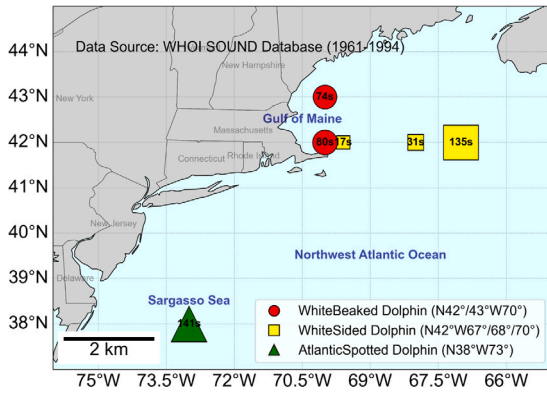 45°N
44°N
43°N
42°N
41°N
40°N
39°N
38°N
Data Source: WHOI SOUND Database (1961-1994)
New Hampshire
New York
74s
Gulf of Maine
Massachusetts
80s
17s
31s
135s
Connecticut
Rhode Island
New Jersey
Northwest Atlantic Ocean
Delaware
Sargasso Sea
141s
2 km
WhiteBeaked Dolphin (N42°/43°W70°)
WhiteSided Dolphin (N42°W67°/68°/70°)
AtlanticSpotted Dolphin (N38°W73°)
75°W 73.5°W 72°W 70.5°W 69°W 67.5°W 66°W